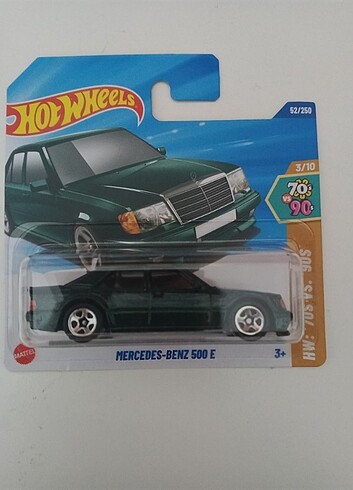 HOT WHEELS
52/250
3/10
70s
VS
90s
HW: '70S VS. '90S
MATTEL
MERCEDES-BENZ 500 E
3+